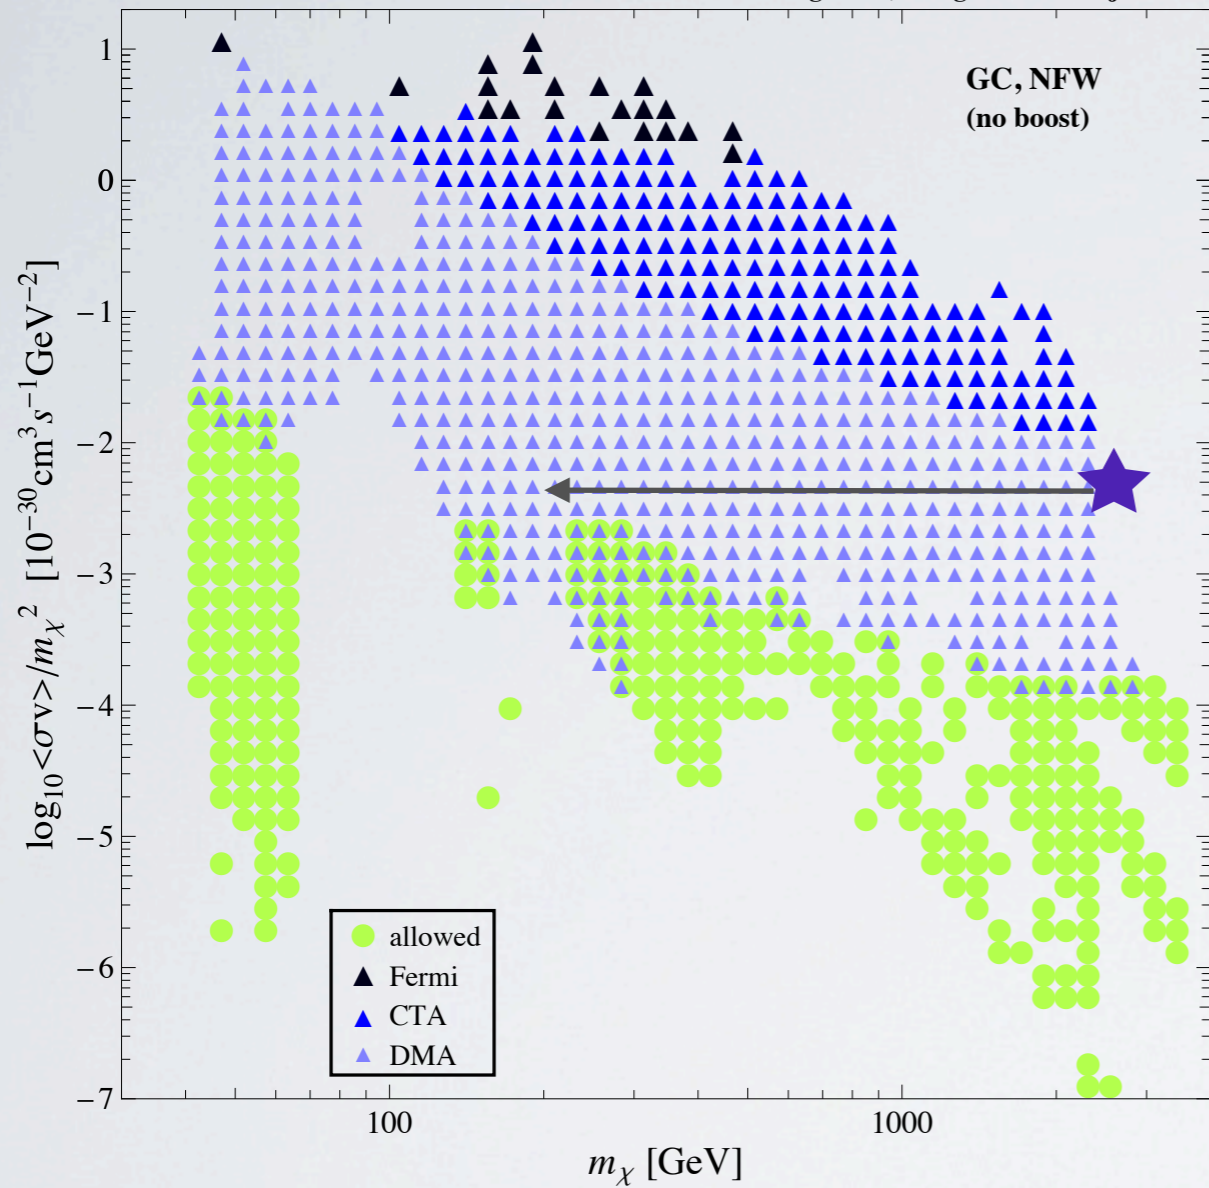 GC, NFW
(no boost)
1
0
−1
−2
−3
−4
−5
−6
−7
log₁₀<σv>/mχ² [10⁻³⁰cm³s⁻¹GeV⁻²]
allowed
Fermi
CTA
DMA
100
1000
mχ [GeV]